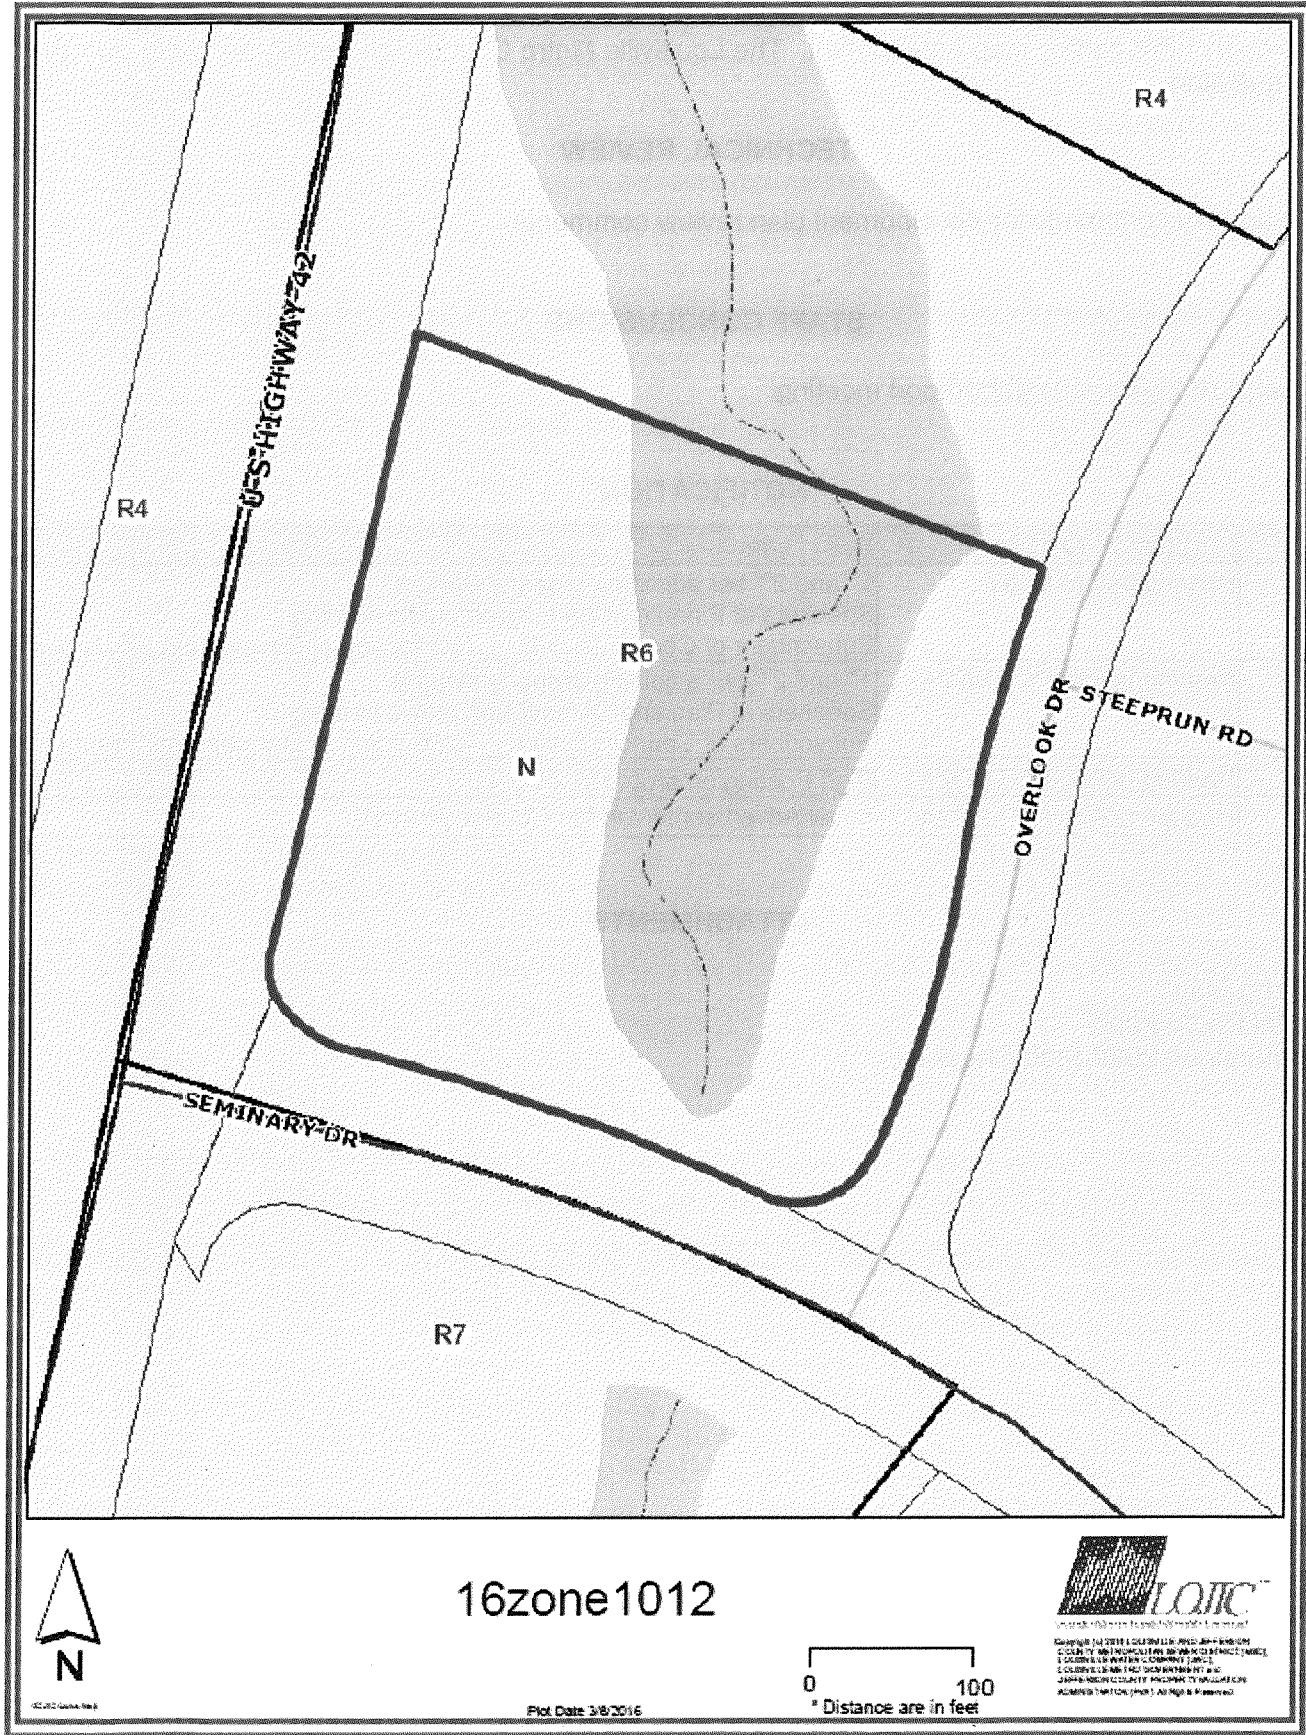 R4
U S HIGHWAY 42
R4
R6
N
OVERLOOK DR
STEEPRUN RD
SEMINARY DR
R7
N
16zone1012
LOJIC
0 100
* Distance are in feet
Plot Date 3/8/2016